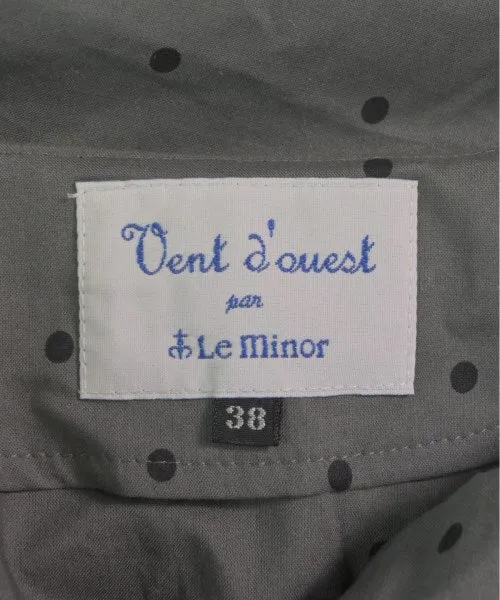 Vent d'ouest
par
Le Minor
38